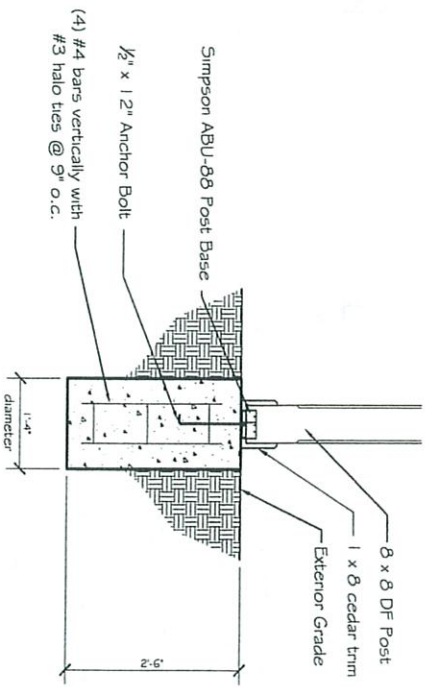 8 x 8 DF Post
1 x 8 cedar trim
Exterior Grade
Simpson ABU-88 Post Base
½" x 12" Anchor Bolt
(4) #4 bars vertically with
#3 halo ties @ 9" o.c.
1'-4"
diameter
2'-6"